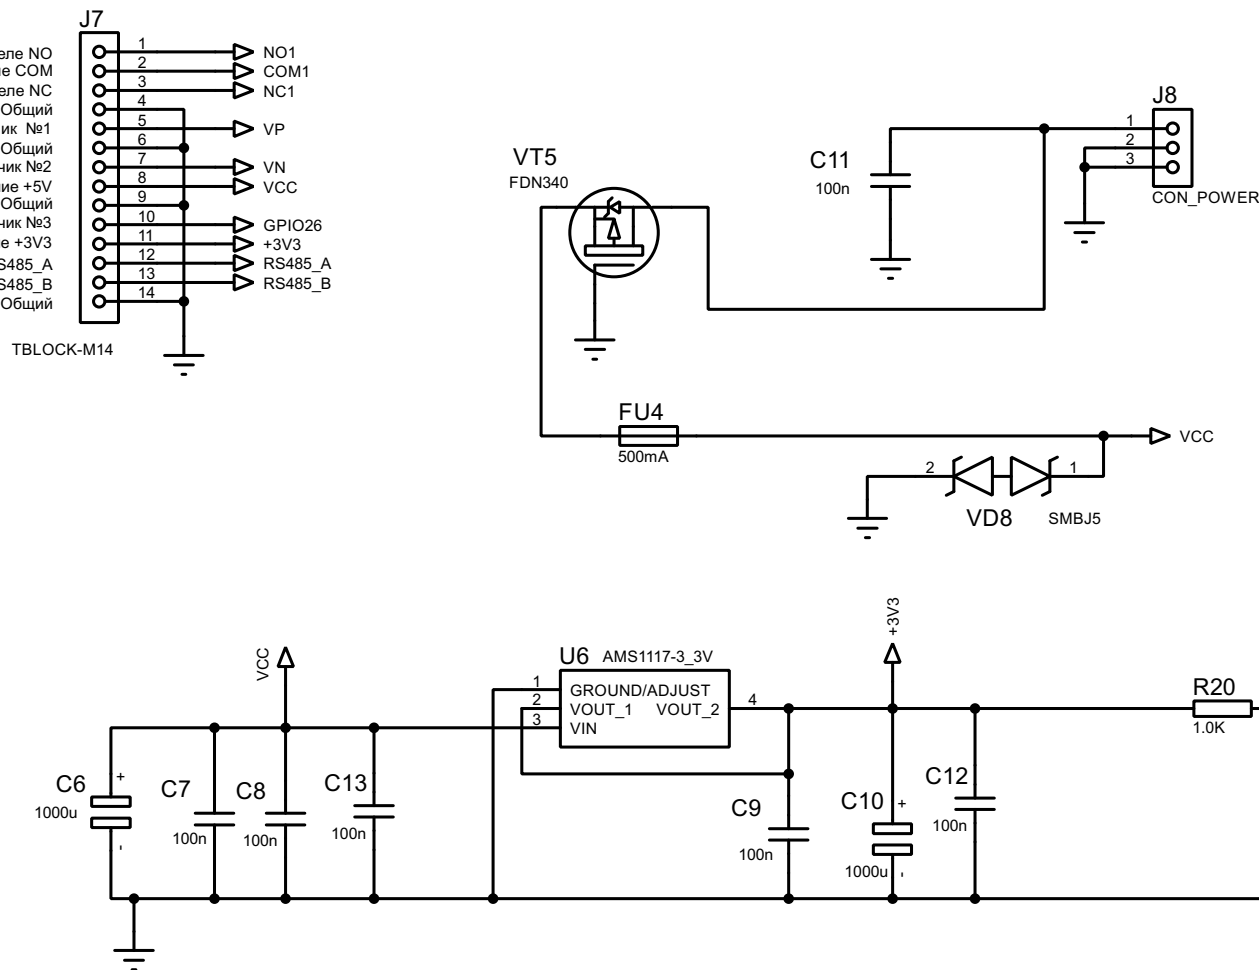 J7
еле NO
1
NO1
ие COM
2
COM1
еле NC
3
NC1
Общий
4
ик №1
5
VP
Общий
6
ник №2
7
VN
ие +5V
8
VCC
Общий
9
ник №3
10
GPIO26
е +3V3
11
+3V3
S485_A
12
RS485_A
S485_B
13
RS485_B
Общий
14
TBLOCK-M14
VT5
FDN340
C11
100n
J8
1
2
3
CON_POWER
FU4
500mA
VCC
2
1
VD8
SMBJ5
VCC
U6
AMS1117-3_3V
1
GROUND/ADJUST
2
VOUT_1
VOUT_2
4
3
VIN
+3V3
R20
1.0K
C6
+
1000u
-
C7
100n
C8
100n
C13
100n
C9
100n
C10
+
1000u
-
C12
100n